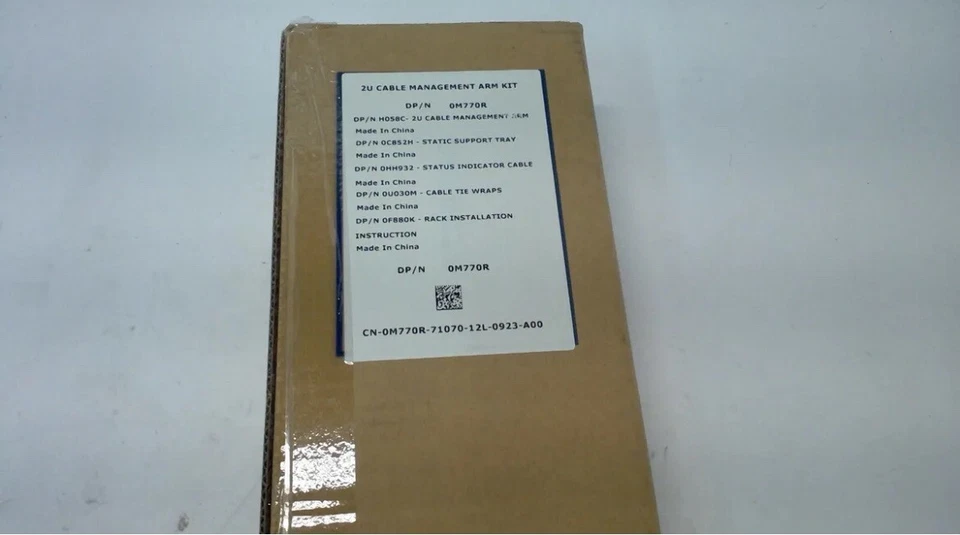 2U CABLE MANAGEMENT ARM KIT
DP/N 0M770R
DP/N H058C- 2U CABLE MANAGEMENT ARM
Made In China
DP/N 0C852H - STATIC SUPPORT TRAY
Made In China
DP/N 0HH932 - STATUS INDICATOR CABLE
Made In China
DP/N 0U030M - CABLE TIE WRAPS
Made In China
DP/N 0F880K - RACK INSTALLATION
INSTRUCTION
Made In China
DP/N 0M770R
CN-0M770R-71070-12L-0923-A00